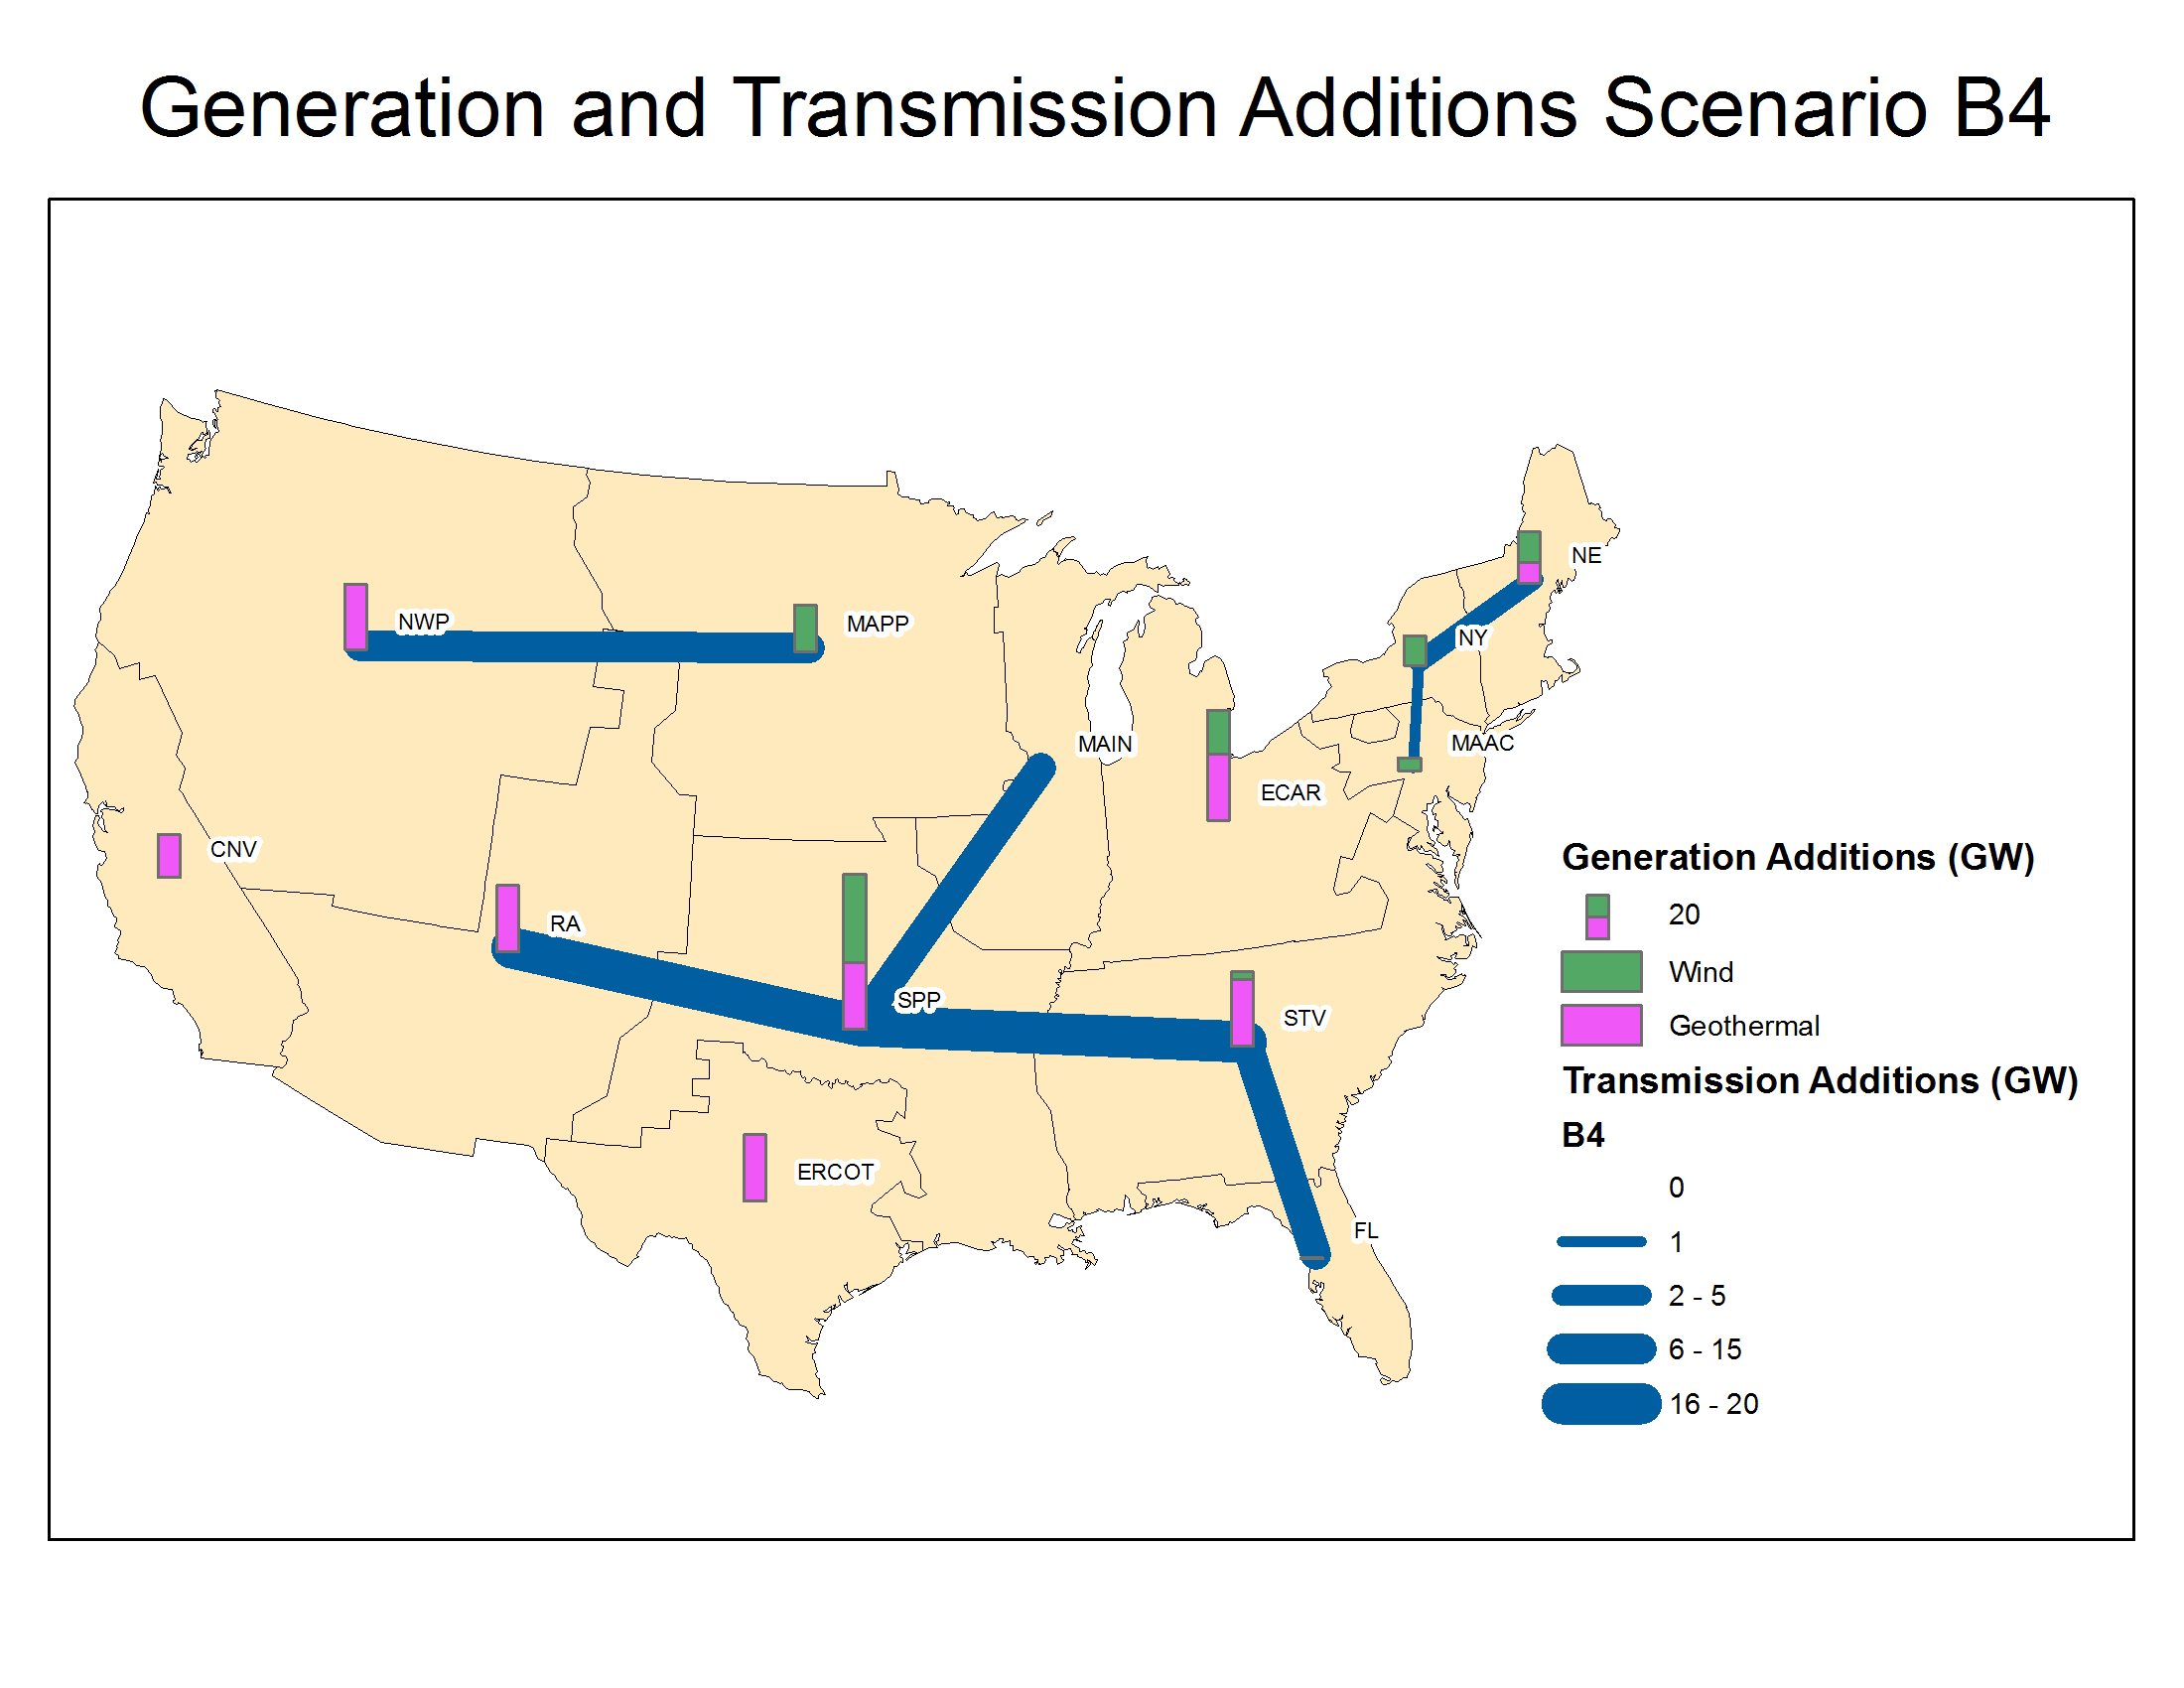 Generation and Transmission Additions Scenario B4
NE
NWP
MAPP
NY
MAIN
MAAC
ECAR
CNV
RA
SPP
STV
ERCOT
FL
Generation Additions (GW)
20
Wind
Geothermal
Transmission Additions (GW)
B4
0
1
2 - 5
6 - 15
16 - 20